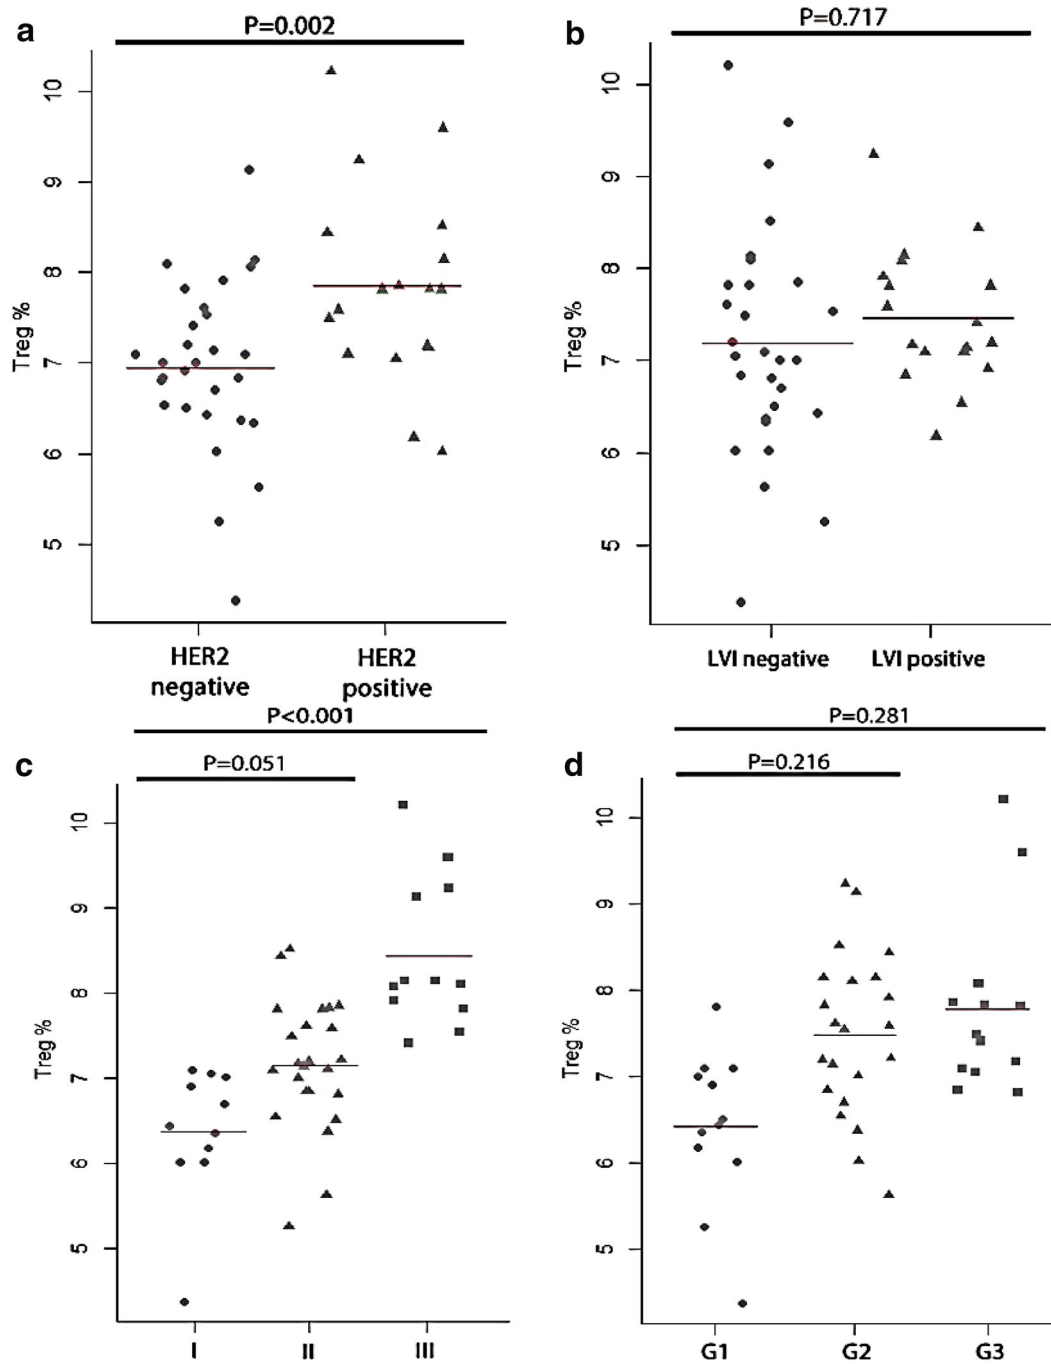 a
P=0.002
Treg %
10
9
8
7
6
5
HER2
negative
HER2
positive
b
P=0.717
10
9
8
7
6
5
Treg %
LVI negative
LVI positive
c
P<0.001
P=0.051
10
9
8
7
6
5
Treg %
I
II
III
d
P=0.281
P=0.216
10
9
8
7
6
5
Treg %
G1
G2
G3